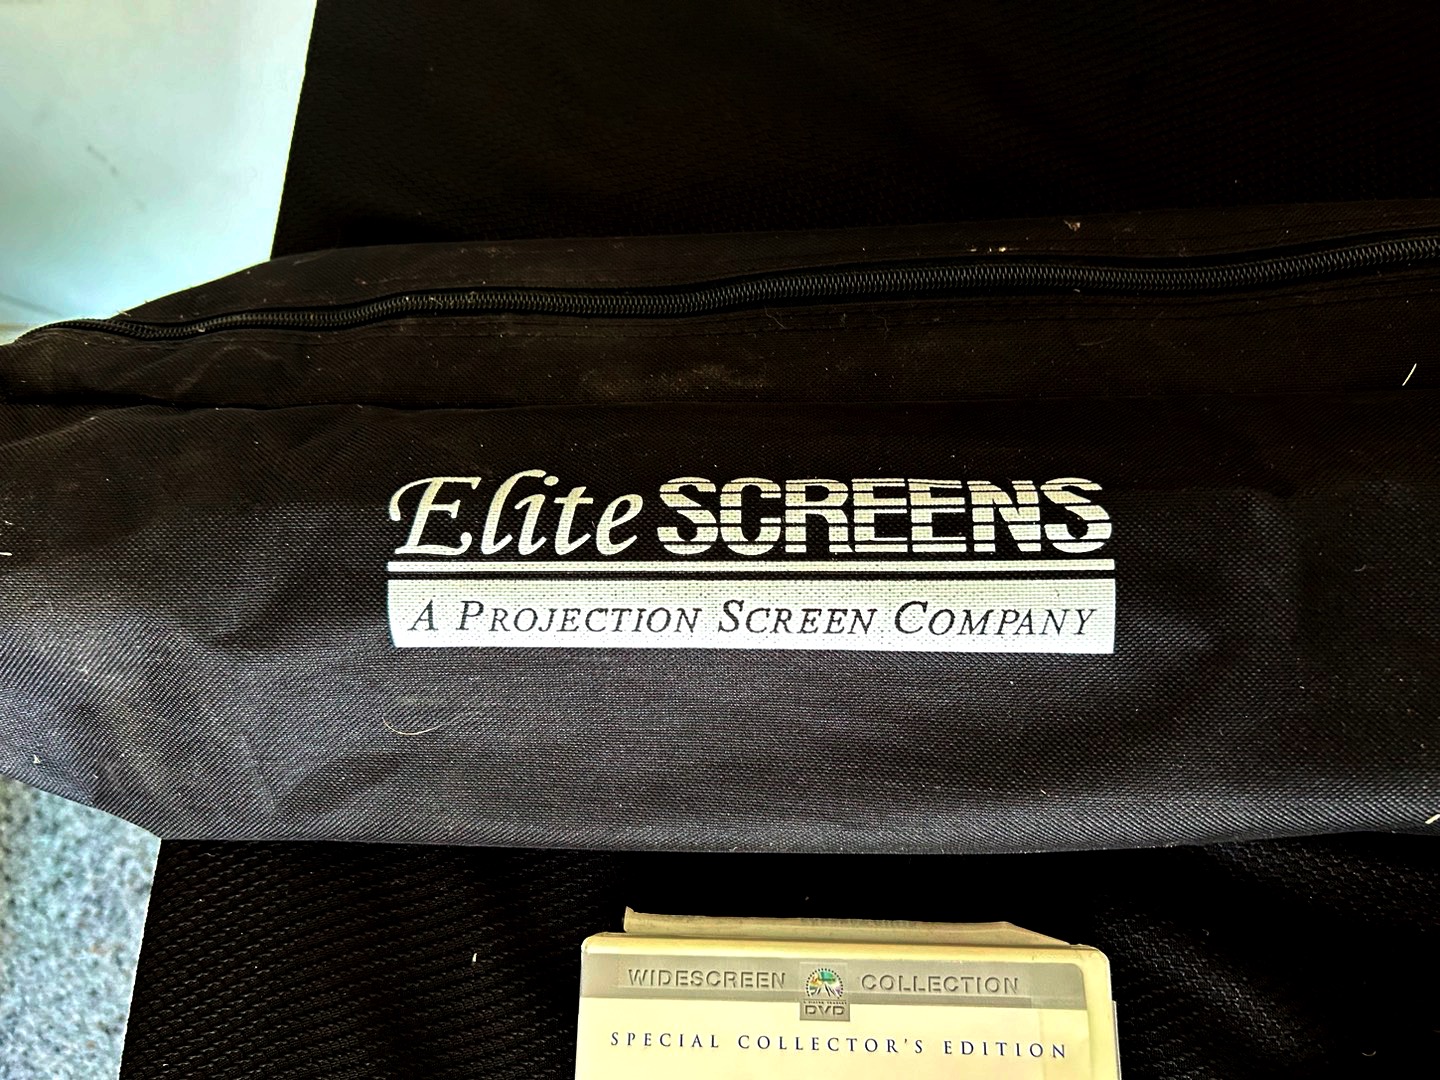 Elite SCREENS
A PROJECTION SCREEN COMPANY
WIDESCREEN COLLECTION
DVD
SPECIAL COLLECTOR'S EDITION